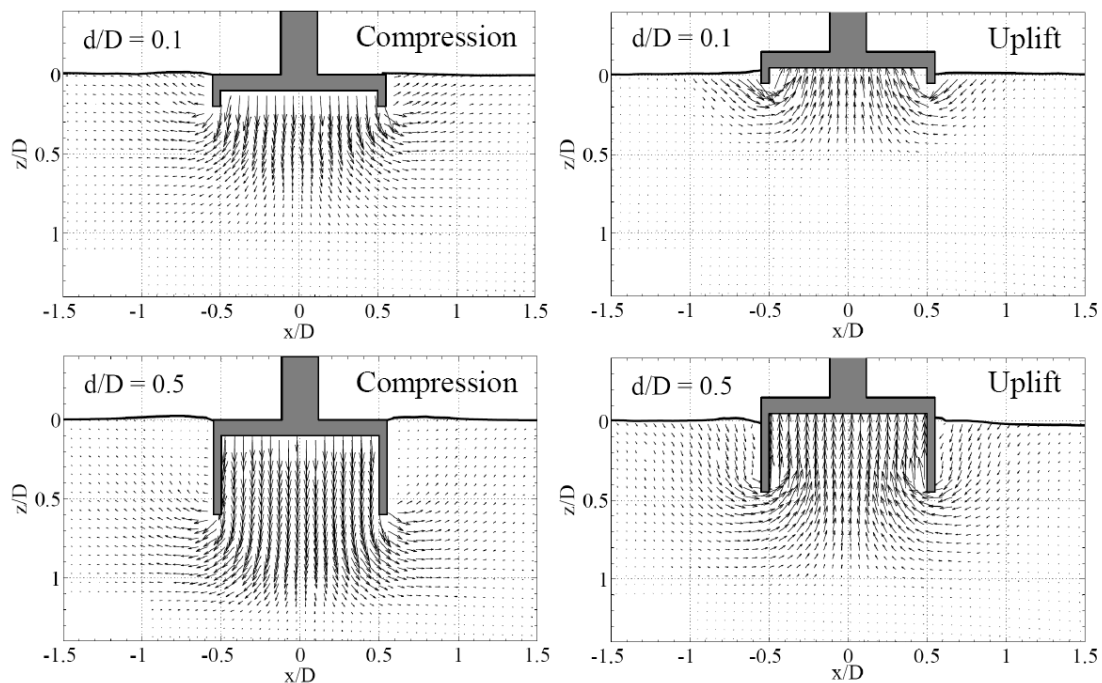 d/D = 0.1 Compression
0
0.5
1
z/D
-1.5 -1 -0.5 0 0.5 1 1.5
x/D
d/D = 0.1 Uplift
0
0.5
1
z/D
-1.5 -1 -0.5 0 0.5 1 1.5
x/D
d/D = 0.5 Compression
0
0.5
1
z/D
-1.5 -1 -0.5 0 0.5 1 1.5
x/D
d/D = 0.5 Uplift
0
0.5
1
z/D
-1.5 -1 -0.5 0 0.5 1 1.5
x/D